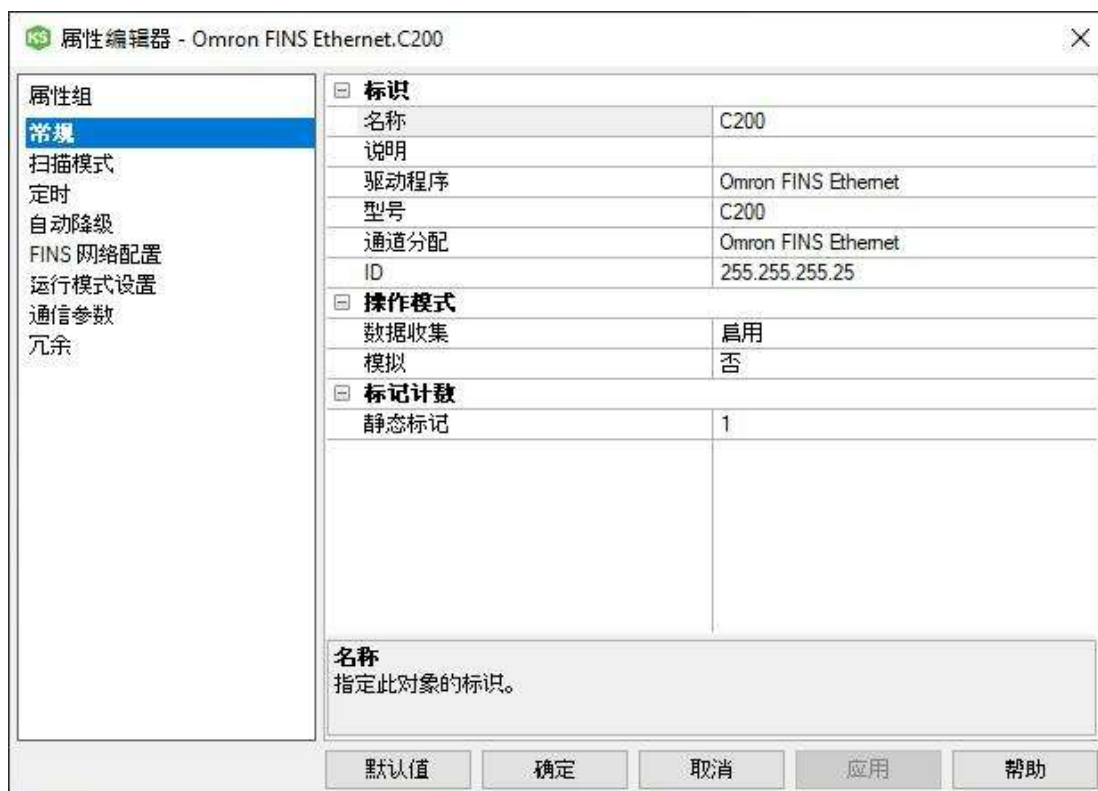 KS 属性编辑器 - Omron FINS Ethernet.C200
属性组
常规
扫描模式
定时
自动降级
FINS 网络配置
运行模式设置
通信参数
冗余
标识
名称 C200
说明
驱动程序 Omron FINS Ethernet
型号 C200
通道分配 Omron FINS Ethernet
ID 255.255.255.25
操作模式
数据收集 启用
模拟 否
标记计数
静态标记 1
名称
指定此对象的标识。
默认值 确定 取消 应用 帮助